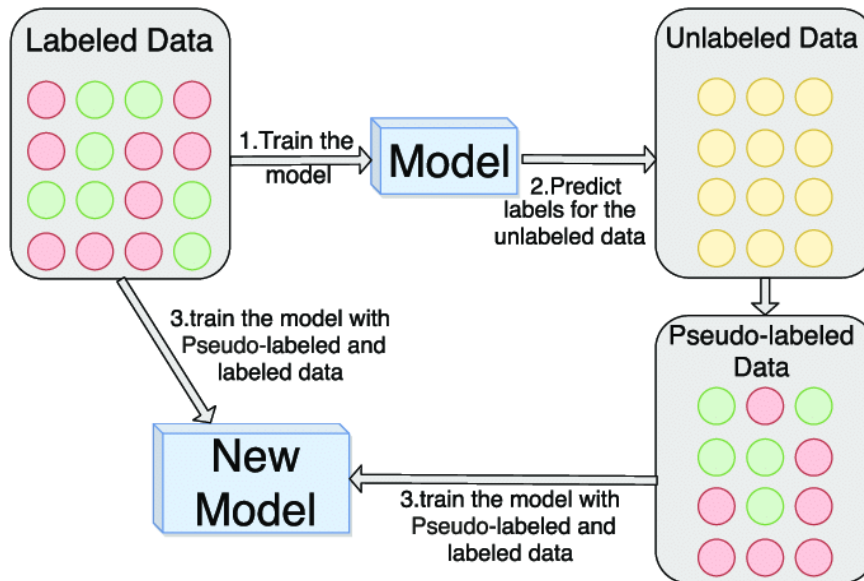 Labeled Data
Unlabeled Data
1.Train the
model
Model
2.Predict
labels for the
unlabeled data
3.train the model with
Pseudo-labeled and
labeled data
Pseudo-labeled
Data
New
Model
3.train the model with
Pseudo-labeled and
labeled data